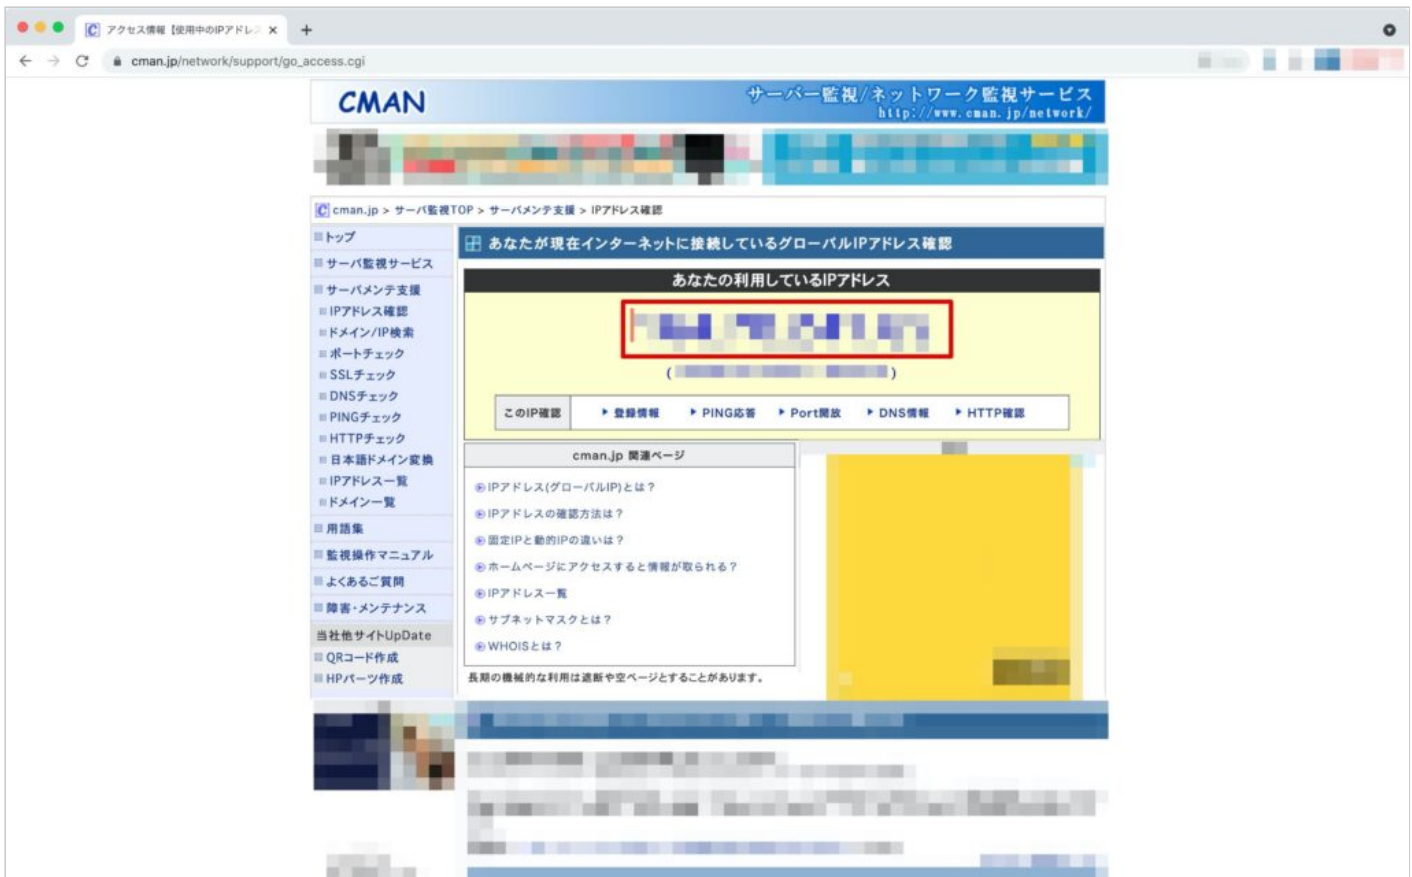 アクセス情報【使用中のIPアドレス
cman.jp/network/support/go_access.cgi
CMAN
サーバー監視/ネットワーク監視サービス
http://www.cman.jp/network/
cman.jp > サーバ監視TOP > サーバメンテ支援 > IPアドレス確認
トップ
サーバ監視サービス
サーバメンテ支援
IPアドレス確認
ドメイン/IP検索
ポートチェック
SSLチェック
DNSチェック
PINGチェック
HTTPチェック
日本語ドメイン変換
IPアドレス一覧
ドメイン一覧
用語集
監視操作マニュアル
よくあるご質問
障害・メンテナンス
当社他サイトUpDate
QRコード作成
HPパーツ作成
あなたが現在インターネットに接続しているグローバルIPアドレス確認
あなたの利用しているIPアドレス
( )
このIP確認 登録情報 PING応答 Port開放 DNS情報 HTTP確認
cman.jp 関連ページ
IPアドレス(グローバルIP)とは？
IPアドレスの確認方法は？
固定IPと動的IPの違いは？
ホームページにアクセスすると情報が取られる？
IPアドレス一覧
サブネットマスクとは？
WHOISとは？
長期の機械的な利用は遮断や空ページとすることがあります。